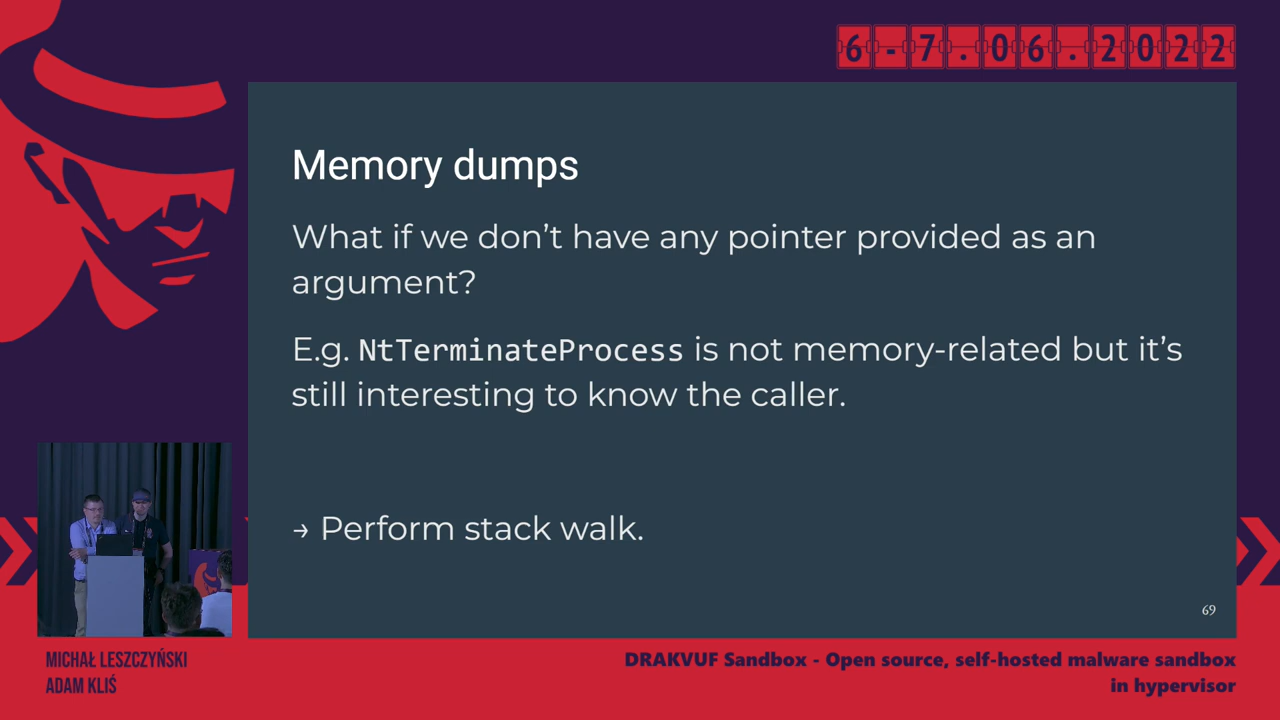 6-7.06.2022
Memory dumps
What if we don’t have any pointer provided as an
argument?
E.g. NtTerminateProcess is not memory-related but it’s
still interesting to know the caller.
→ Perform stack walk.
69
MICHAŁ LESZCZYŃSKI
ADAM KLIŚ
DRAKVUF Sandbox - Open source, self-hosted malware sandbox
in hypervisor